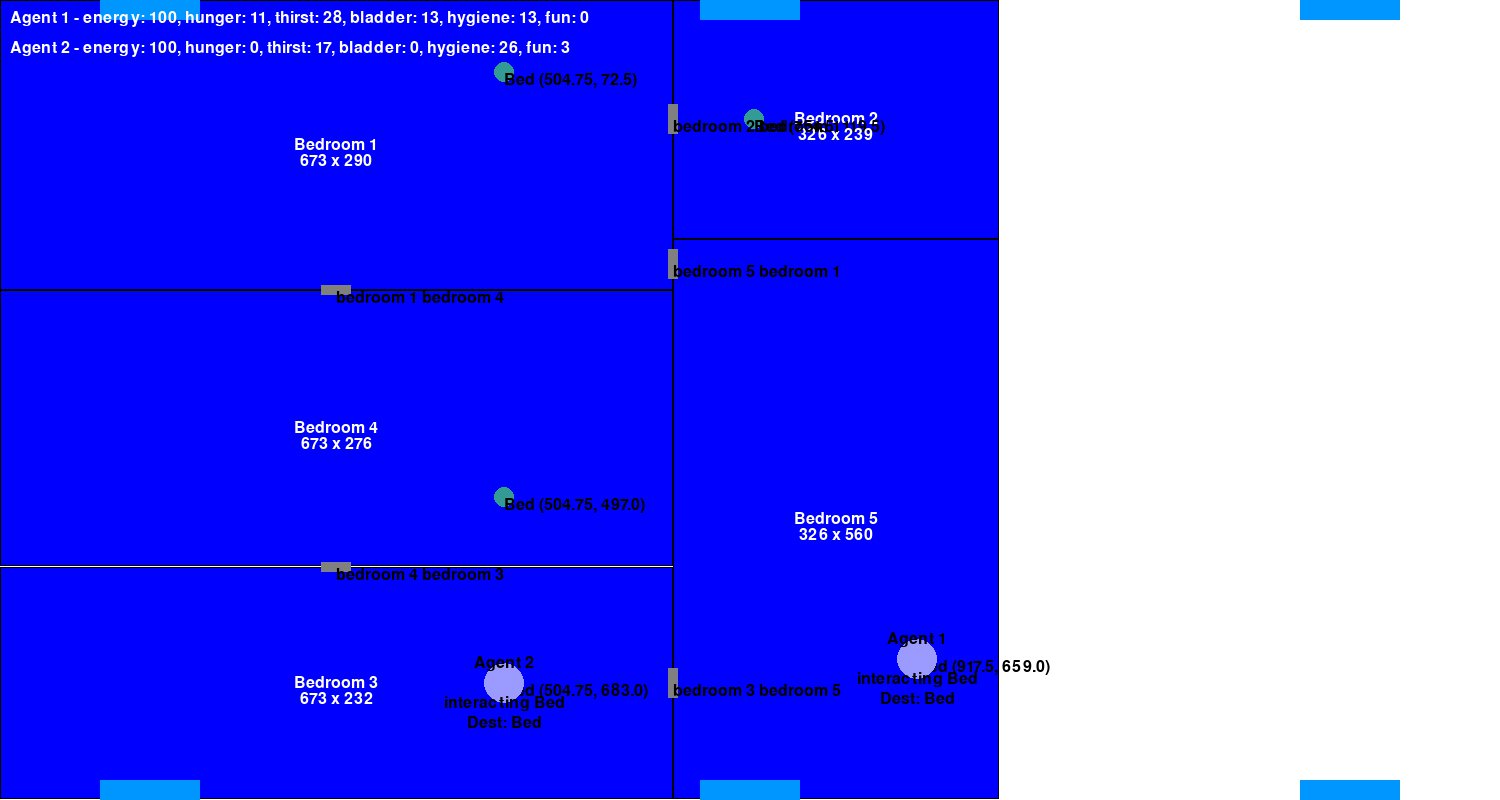 Agent 1 - energy: 100, hunger: 11, thirst: 28, bladder: 13, hygiene: 13, fun: 0
Agent 2 - energy: 100, hunger: 0, thirst: 17, bladder: 0, hygiene: 26, fun: 3
Bed (504.75, 72.5)
Bedroom 2
326 x 239
bedroom 2
Bedroom 1
673 x 290
bedroom 5 bedroom 1
bedroom 1 bedroom 4
Bedroom 4
673 x 276
Bed (504.75, 497.0)
Bedroom 5
326 x 560
bedroom 4 bedroom 3
Agent 1
(917.5, 659.0)
interacting Bed
Dest: Bed
Agent 2
(504.75, 683.0)
interacting Bed
Dest: Bed
Bedroom 3
673 x 232
bedroom 3 bedroom 5